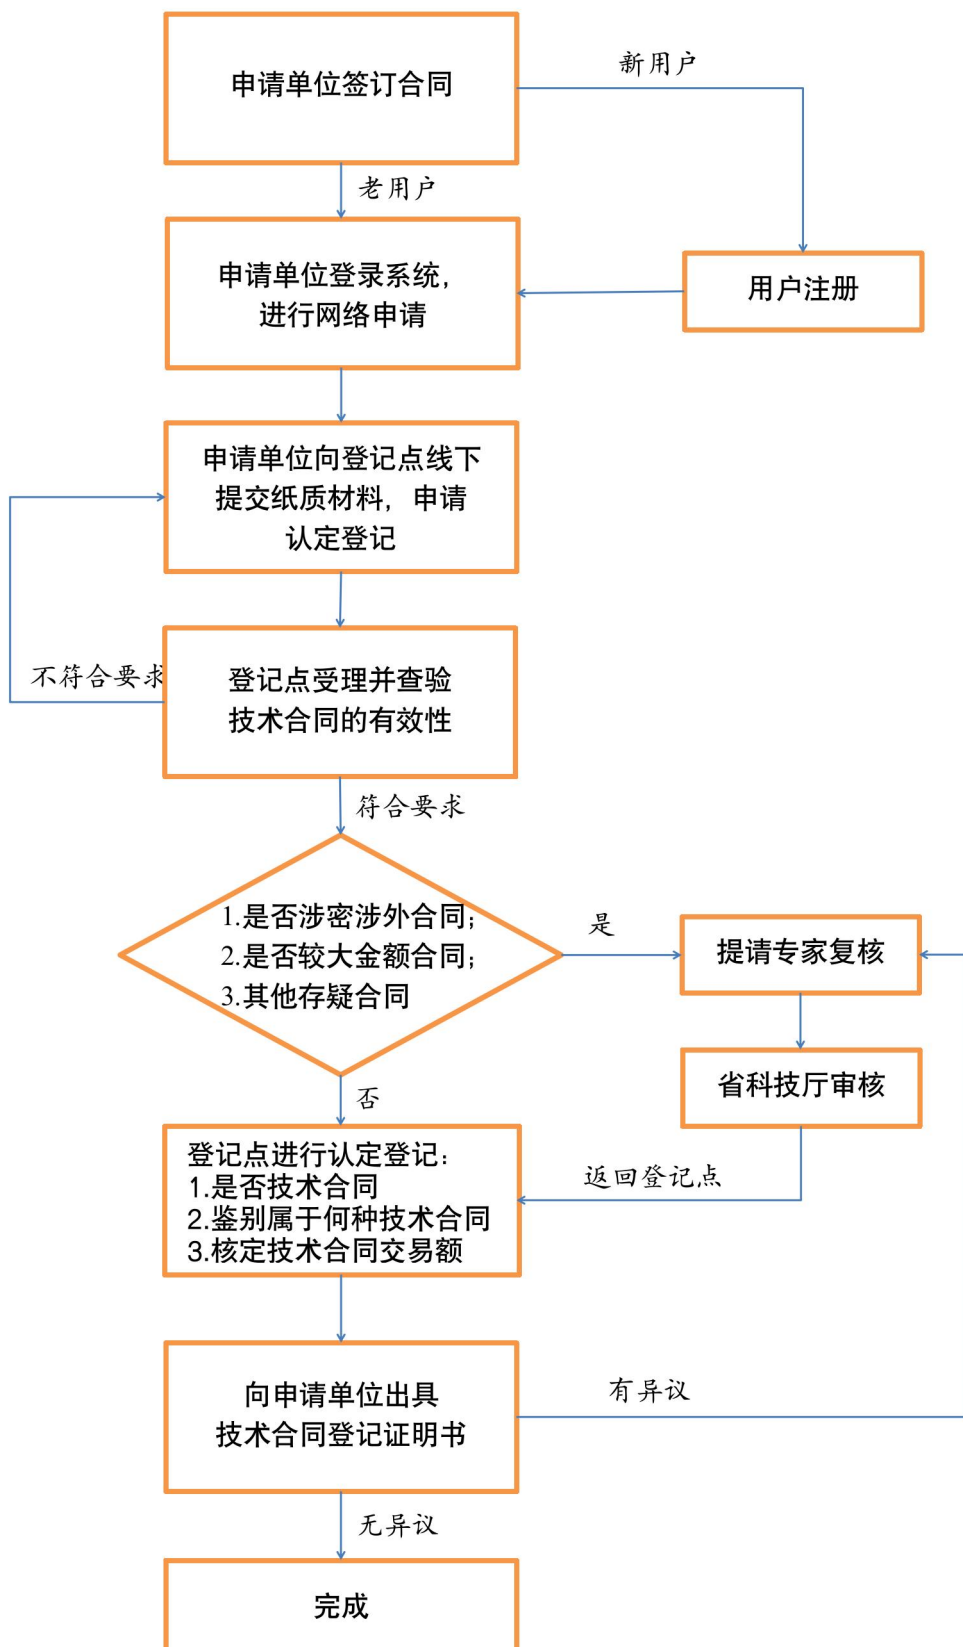 申请单位签订合同
新用户
老用户
申请单位登录系统，
进行网络申请
用户注册
申请单位向登记点线下
提交纸质材料，申请
认定登记
不符合要求
登记点受理并查验
技术合同的有效性
符合要求
1.是否涉密涉外合同；
2.是否较大金额合同；
3.其他存疑合同
是
提请专家复核
省科技厅审核
否
登记点进行认定登记：
1.是否技术合同
2.鉴别属于何种技术合同
3.核定技术合同交易额
返回登记点
向申请单位出具
技术合同登记证明书
有异议
无异议
完成